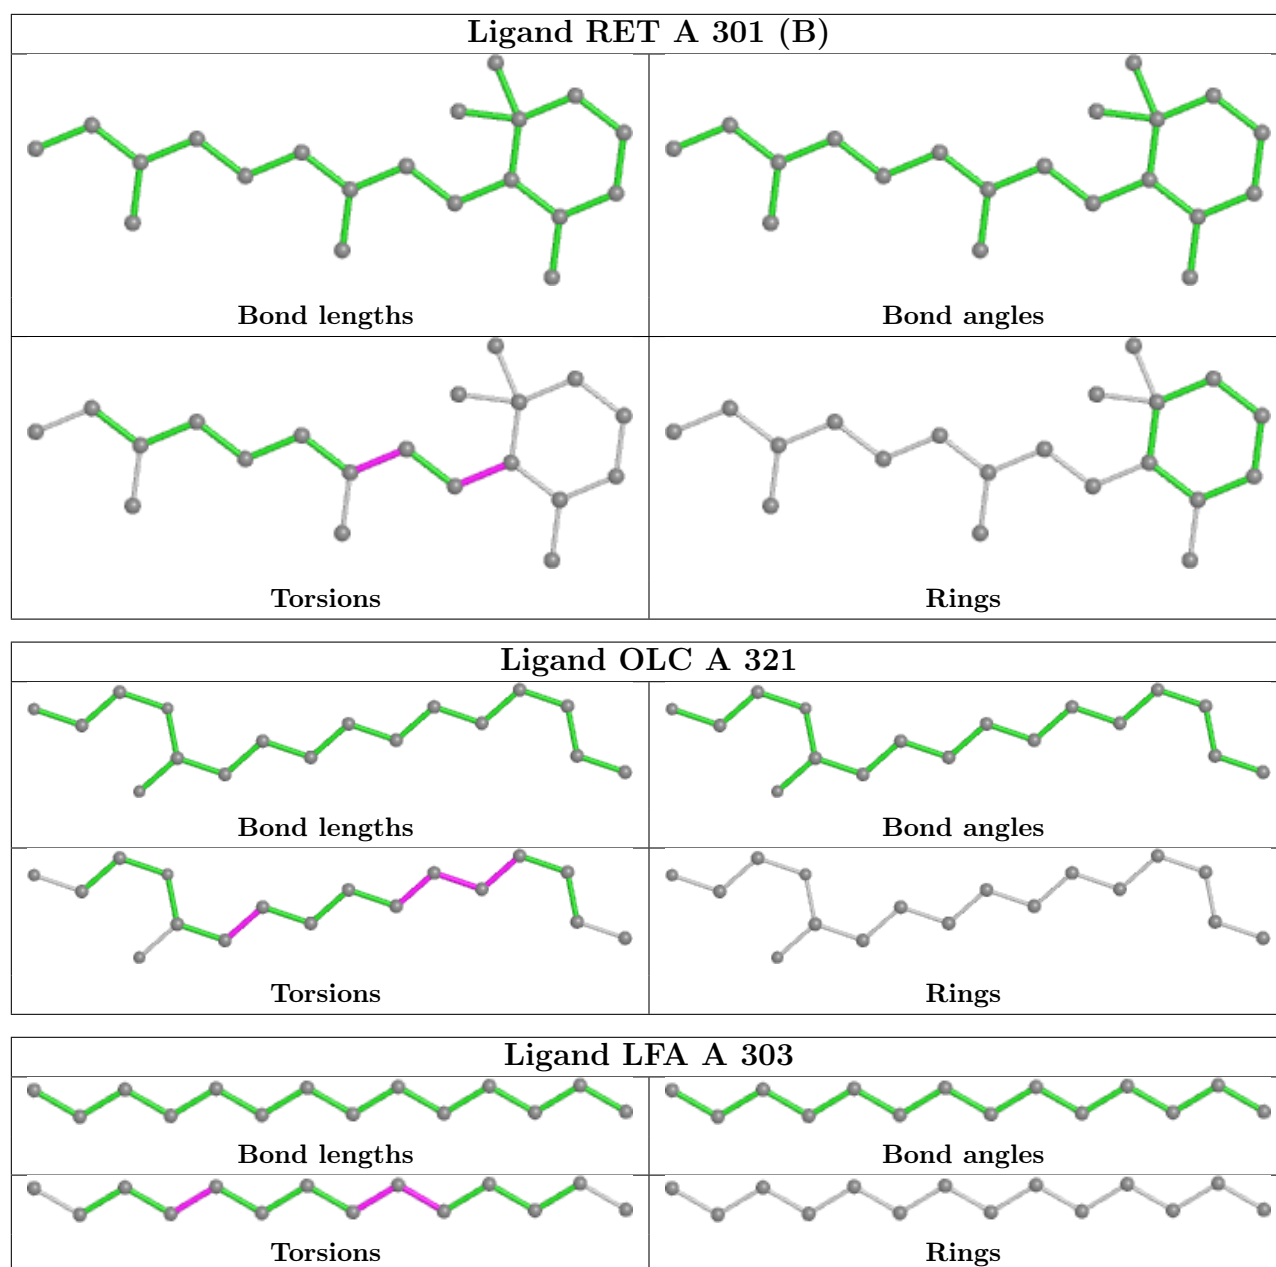 Ligand RET A 301 (B)
Bond lengths
Bond angles
Torsions
Rings
Ligand OLC A 321
Bond lengths
Bond angles
Torsions
Rings
Ligand LFA A 303
Bond lengths
Bond angles
Torsions
Rings